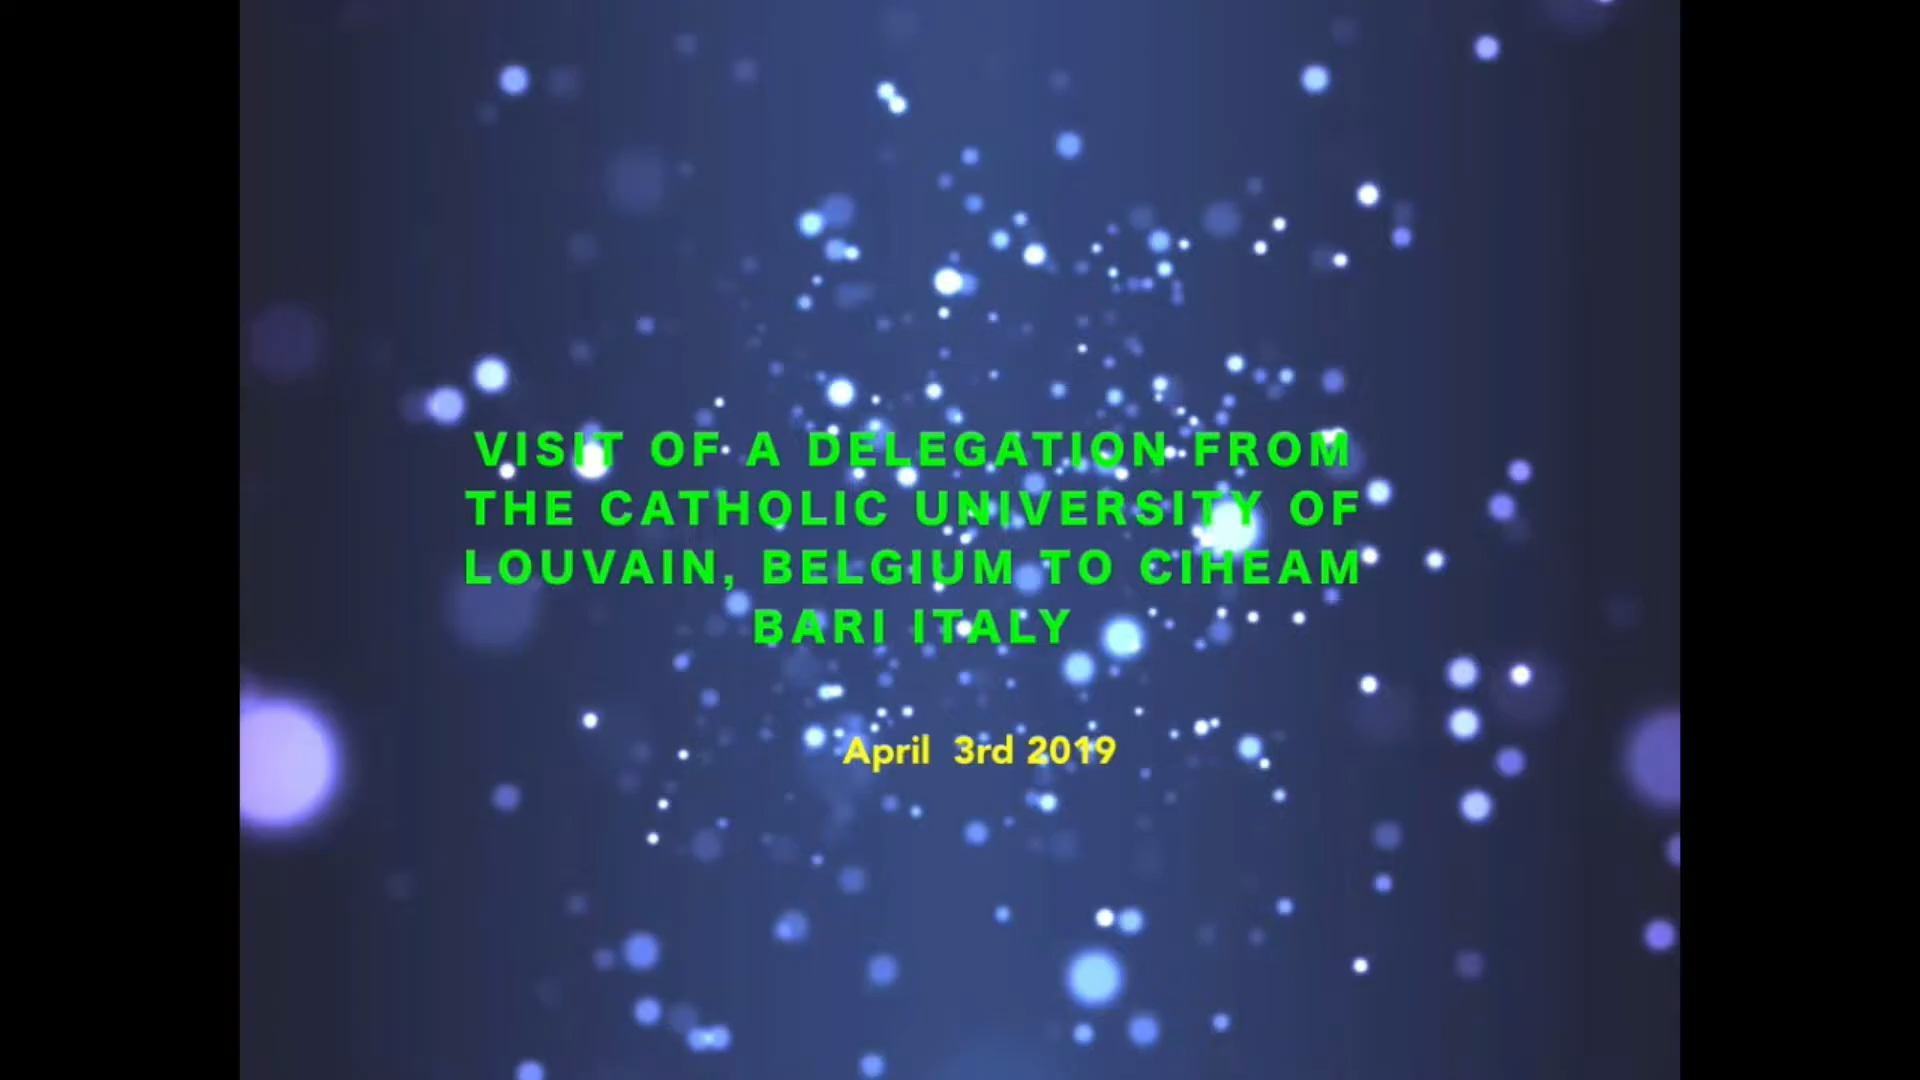 VISIT OF A DELEGATION FROM
THE CATHOLIC UNIVERSITY OF
LOUVAIN, BELGIUM TO CIHEAM
BARI ITALY
April  3rd 2019